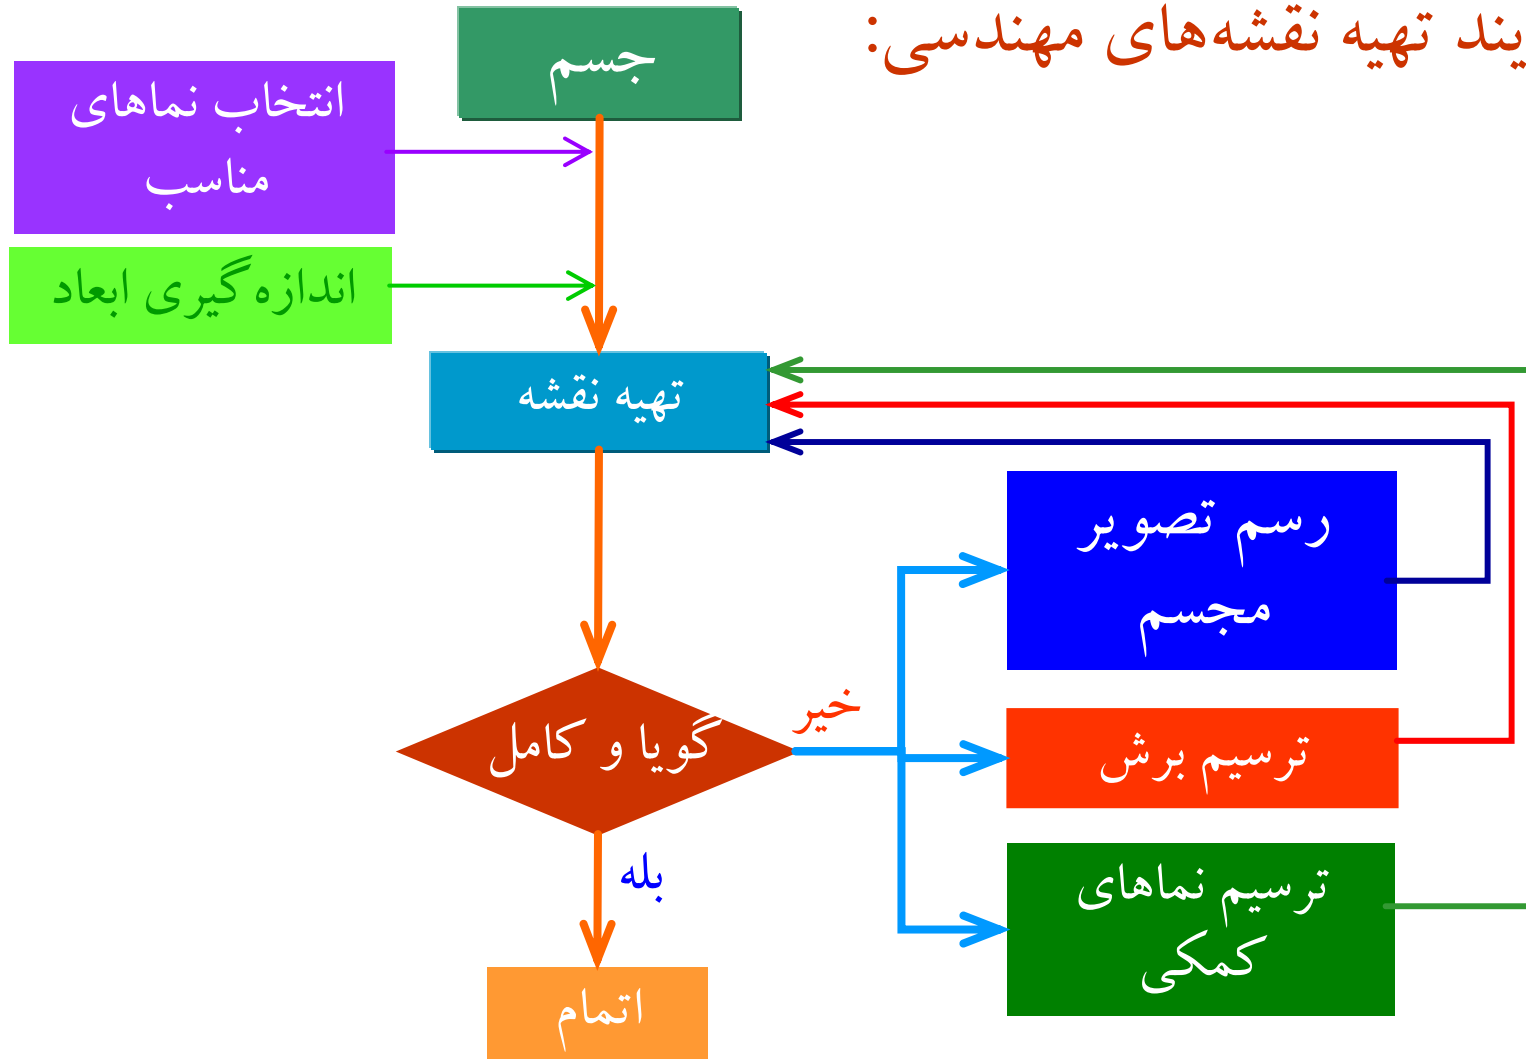 یند تهیه نقشه‌های مهندسی:
جسم
انتخاب نماهای
مناسب
اندازه‌گیری ابعاد
تهیه نقشه
رسم تصویر
مجسم
خیر
گویا و کامل
ترسیم برش
بله
ترسیم نماهای
کمکی
اتمام